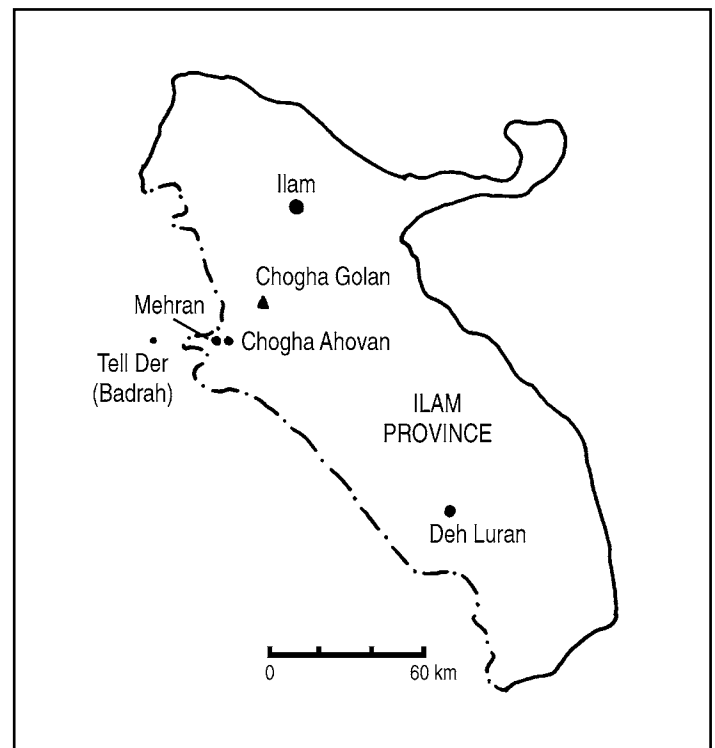 Ilam
Chogha Golan
Mehran
Chogha Ahovan
Tell Der
(Badrah)
ILAM
PROVINCE
Deh Luran
0
60 km